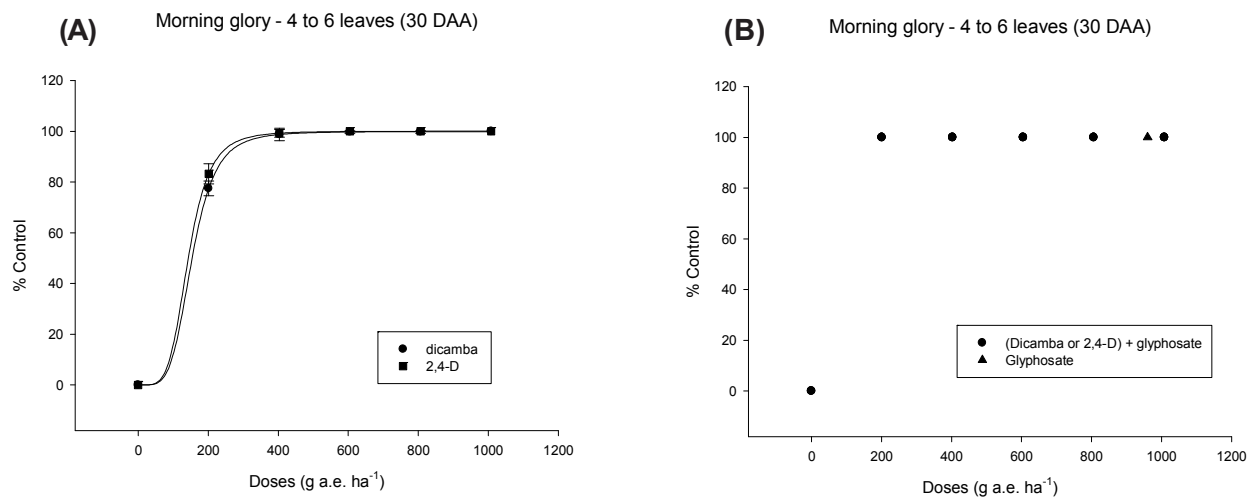 (A)
Morning glory - 4 to 6 leaves (30 DAA)
120
100
80
60
40
20
0
% Control
dicamba
2,4-D
0 200 400 600 800 1000 1200
Doses (g a.e. ha⁻¹)
(B)
Morning glory - 4 to 6 leaves (30 DAA)
120
100
80
60
40
20
0
% Control
(Dicamba or 2,4-D) + glyphosate
Glyphosate
0 200 400 600 800 1000 1200
Doses (g a.e. ha⁻¹)